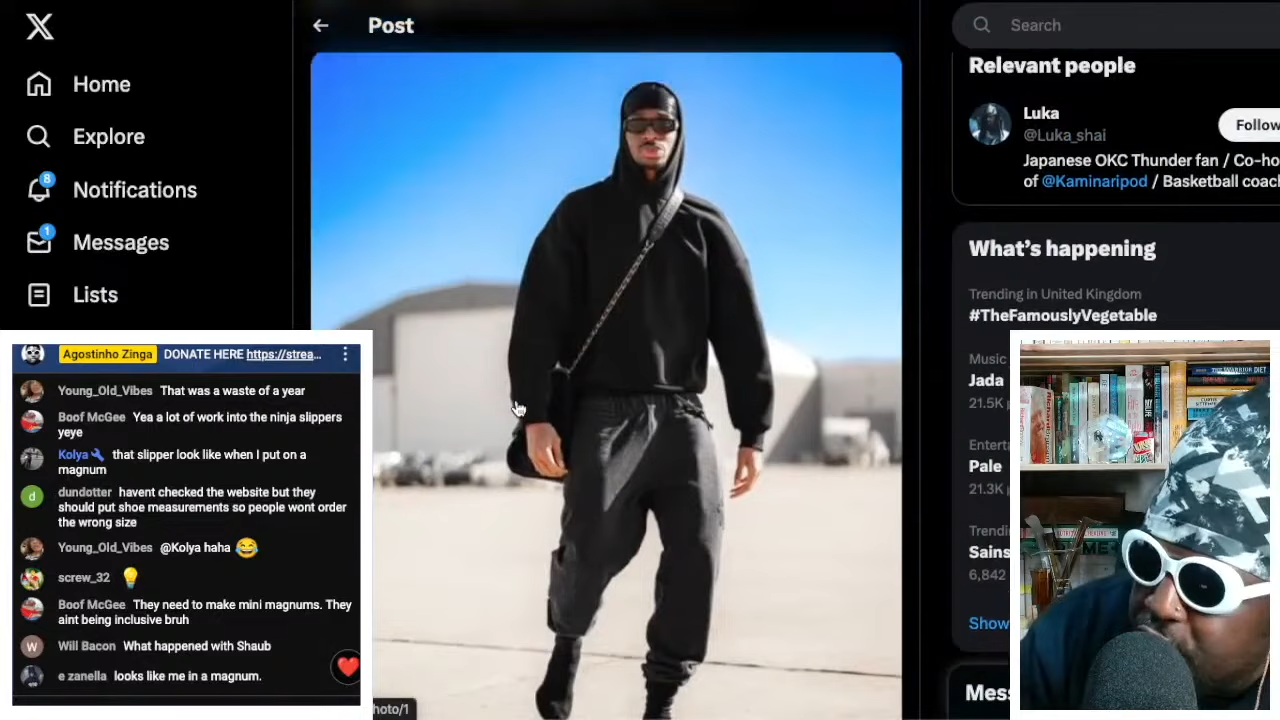 Home
Explore
8
Notifications
1
Messages
Lists
Post
hoto/1
Search
Relevant people
Luka
@Luka_shai
Follow
Japanese OKC Thunder fan / Co-ho
of @Kaminaripod / Basketball coac
What's happening
Trending in United Kingdom
#TheFamouslyVegetable
Music
Jada
21.5K
Enterta
Pale
21.3K
Trendi
Sains
6,842
Show
Mess
Agostinho Zinga DONATE HERE https://strea...
Young_Old_Vibes That was a waste of a year
Boof McGee Yea a lot of work into the ninja slippers
yeye
Kolya that slipper look like when I put on a
magnum
d
dundotter havent checked the website but they
should put shoe measurements so people wont order
the wrong size
Young_Old_Vibes @Kolya haha
screw_32
Boof McGee They need to make mini magnums. They
aint being inclusive bruh
W
Will Bacon What happened with Shaub
e zanella looks like me in a magnum.
THE WARRIOR DIET